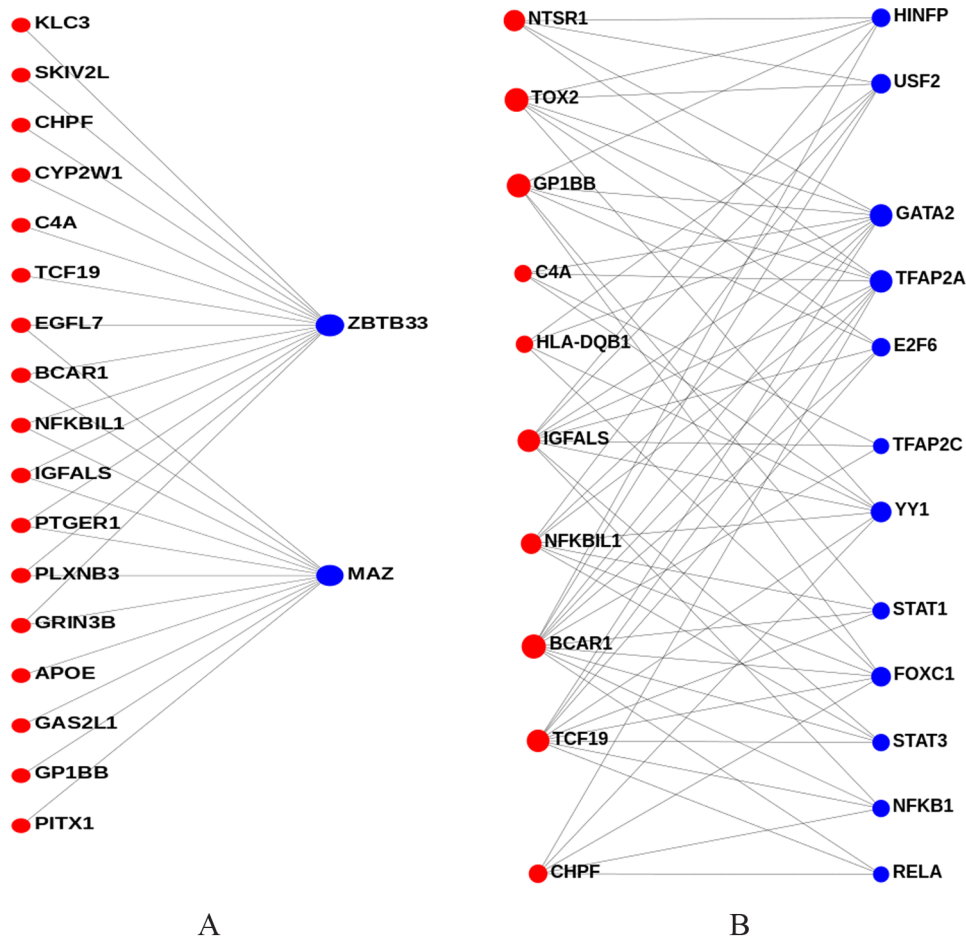 KLC3
SKIV2L
CHPF
CYP2W1
C4A
TCF19
EGFL7
BCAR1
NFKBIL1
IGFALS
PTGER1
PLXNB3
GRIN3B
APOE
GAS2L1
GP1BB
PITX1
ZBTB33
MAZ
A
NTSR1
TOX2
GP1BB
C4A
HLA-DQB1
IGFALS
NFKBIL1
BCAR1
TCF19
CHPF
HINFP
USF2
GATA2
TFAP2A
E2F6
TFAP2C
YY1
STAT1
FOXC1
STAT3
NFKB1
RELA
B